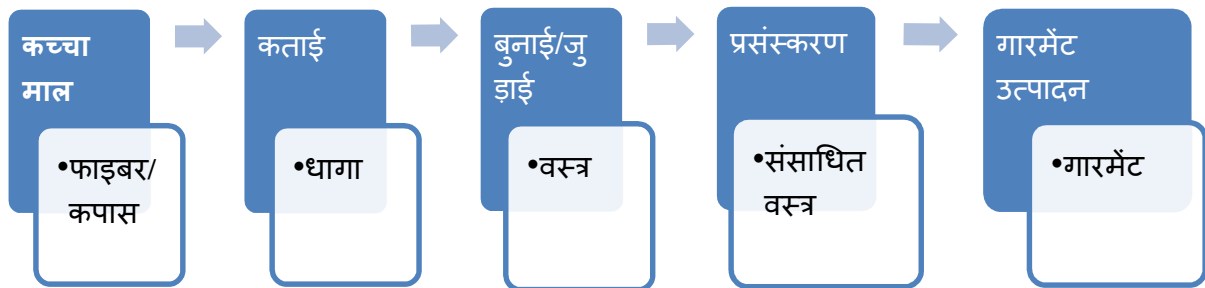 कच्चा
माल
•फाइबर/
कपास
कताई
•धागा
बुनाई/जु
ड़ाई
•वस्त्र
प्रसंस्करण
•संसाधित
वस्त्र
गारमेंट
उत्पादन
•गारमेंट